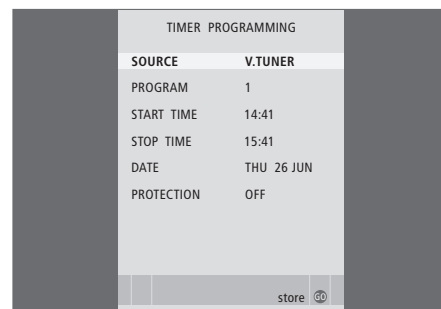 TIMER PROGRAMMING
SOURCE V.TUNER
PROGRAM 1
START TIME 14:41
STOP TIME 15:41
DATE THU 26 JUN
PROTECTION OFF
store GO